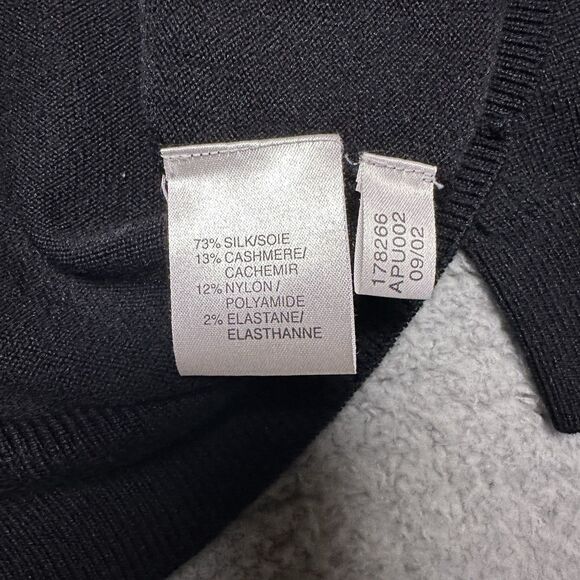 73% SILK/SOIE
13% CASHMERE/
CACHEMIR
12% NYLON /
POLYAMIDE
2% ELASTANE/
ELASTHANNE
178266
APU002
09/02